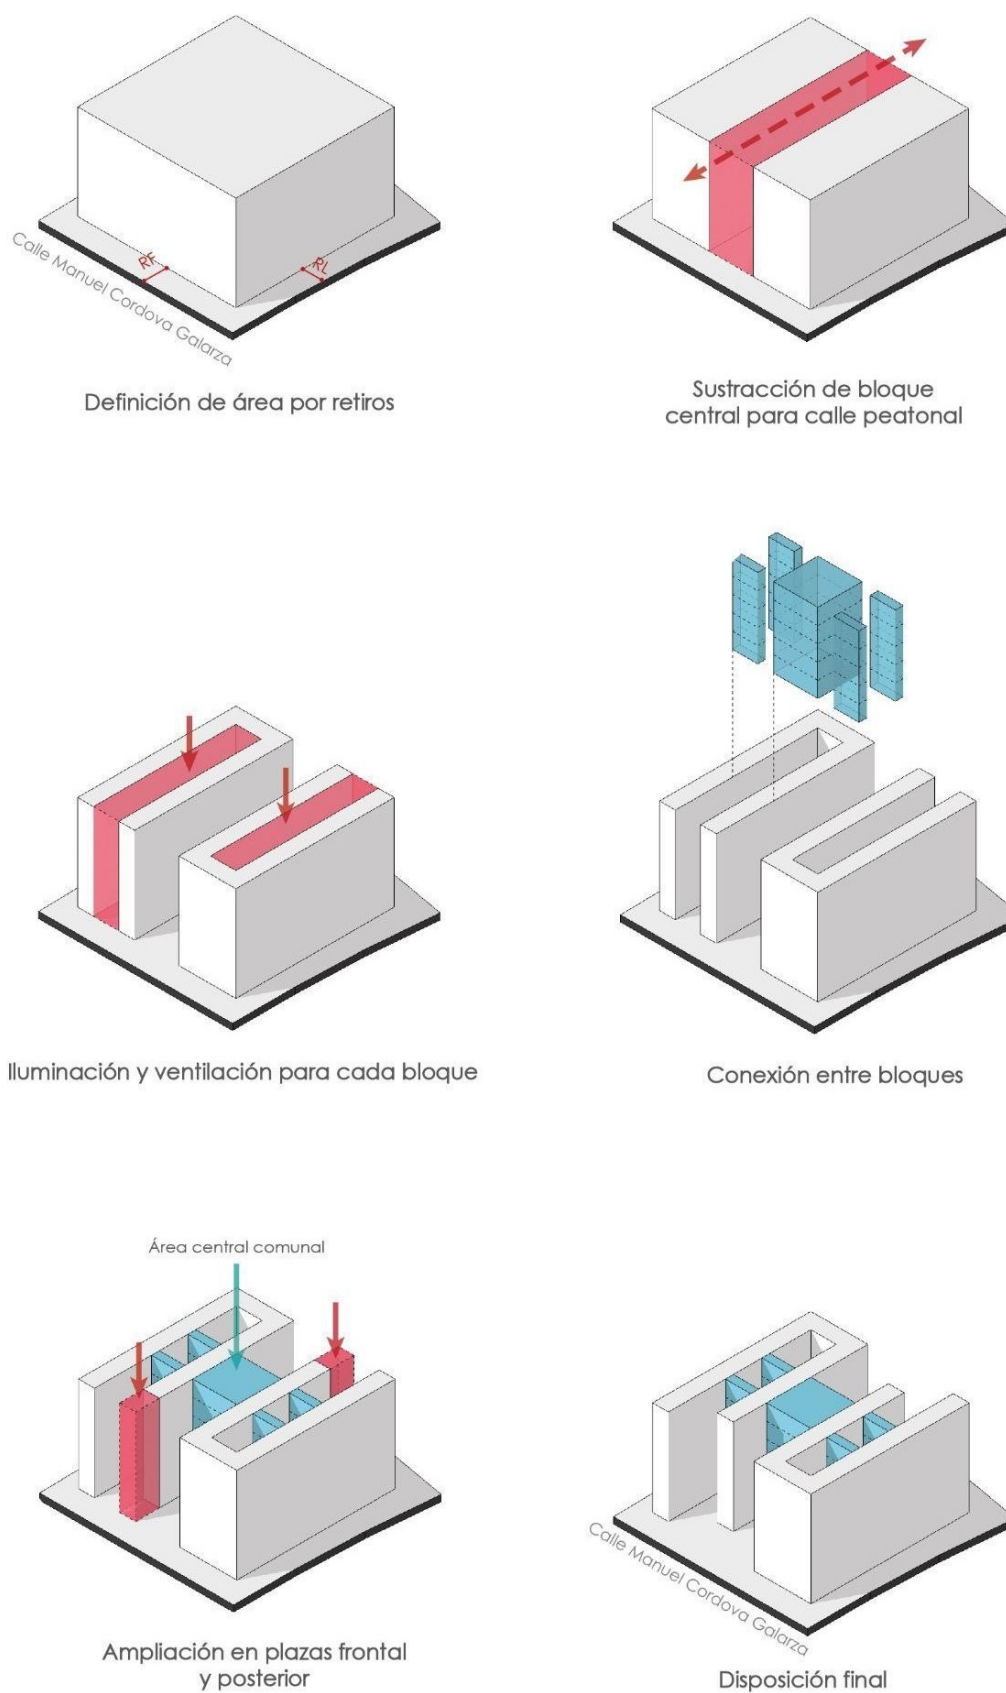 RF
RL
Calle Manuel Cordova Galarza
Definición de área por retiros
Sustracción de bloque
central para calle peatonal
Iluminación y ventilación para cada bloque
Conexión entre bloques
Área central comunal
Ampliación en plazas frontal
y posterior
Calle Manuel Cordova Galarza
Disposición final